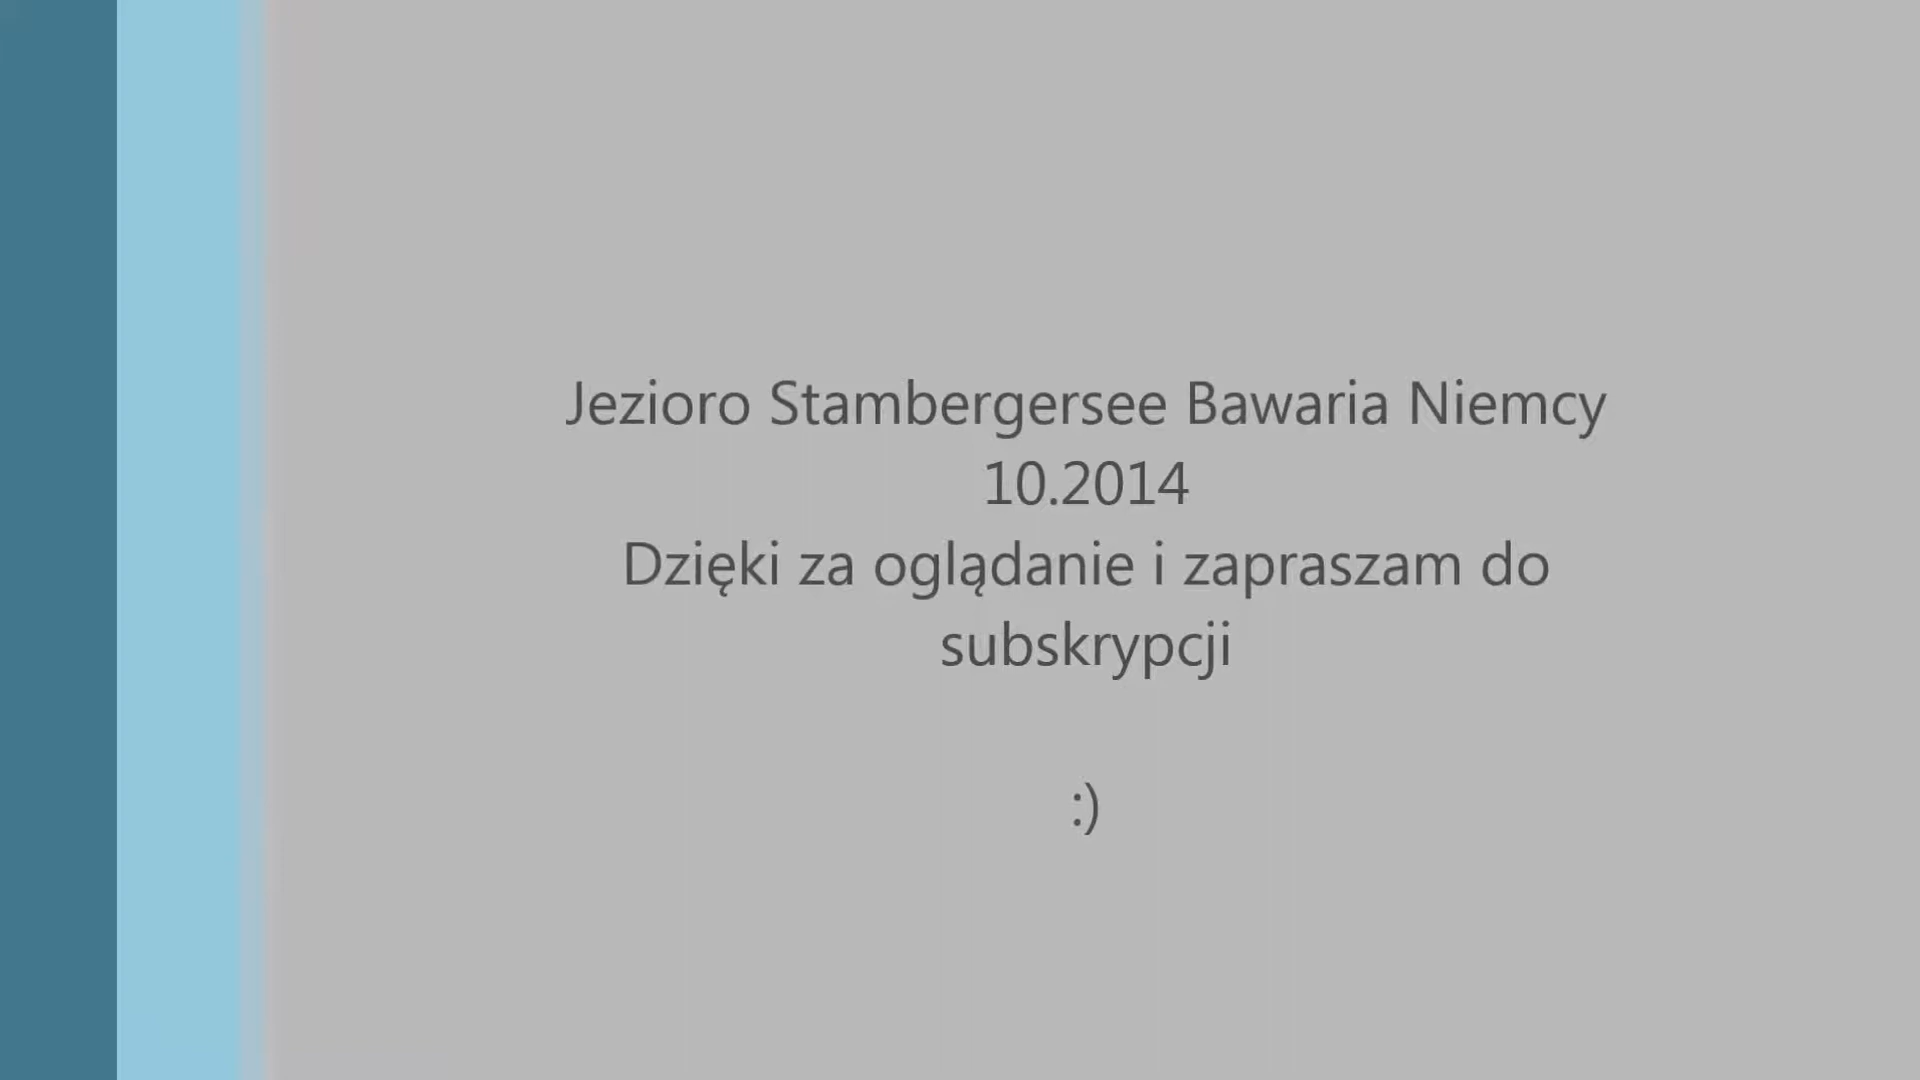 Jezioro Stambergersee Bawaria Niemcy
10.2014
Dzięki za oglądanie i zapraszam do
subskrypcji
:)